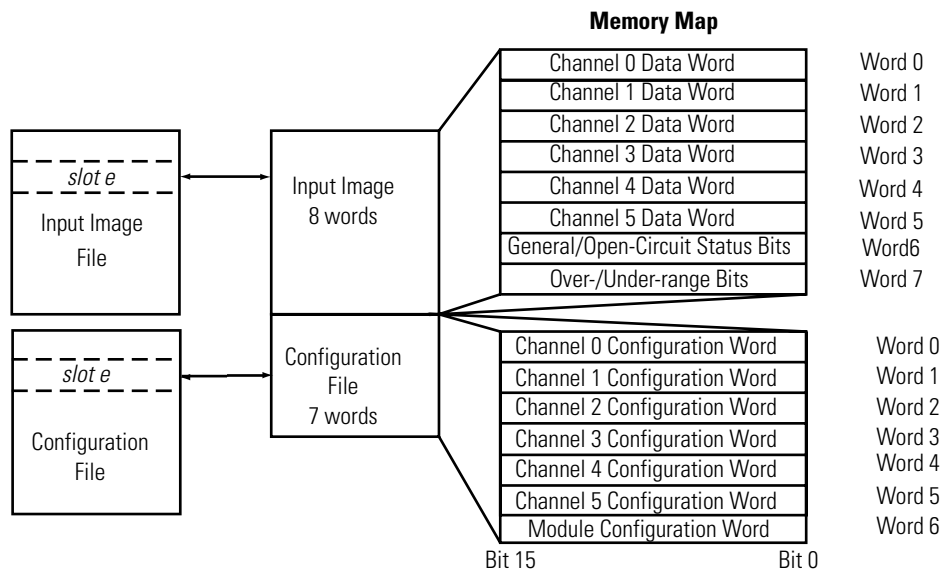 Memory Map
Channel 0 Data Word Word 0
Channel 1 Data Word Word 1
Channel 2 Data Word Word 2
Channel 3 Data Word Word 3
Channel 4 Data Word Word 4
Channel 5 Data Word Word 5
General/Open-Circuit Status Bits Word6
Over-/Under-range Bits Word 7
slot e
Input Image
File
Input Image
8 words
slot e
Configuration
File
Configuration
File
7 words
Channel 0 Configuration Word Word 0
Channel 1 Configuration Word Word 1
Channel 2 Configuration Word Word 2
Channel 3 Configuration Word Word 3
Channel 4 Configuration Word Word 4
Channel 5 Configuration Word Word 5
Module Configuration Word Word 6
Bit 15 Bit 0